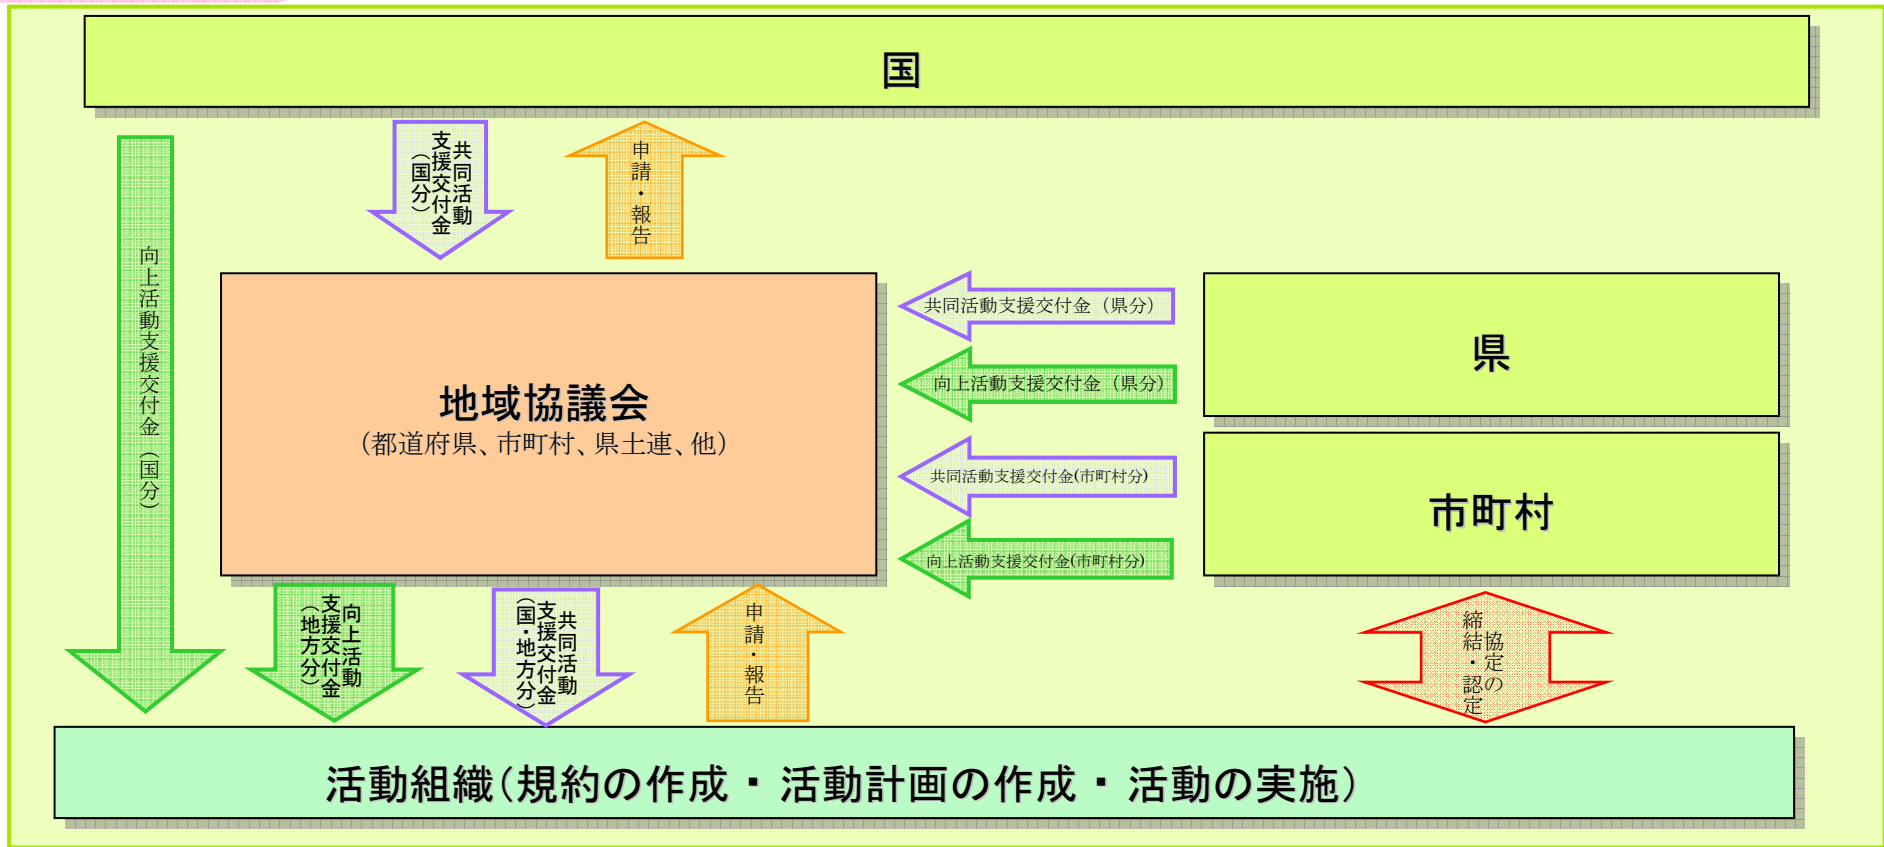 国
共同活動
支援交付金
（国分）
申請・報告
向上活動支援交付金（国分）
地域協議会
（都道府県、市町村、県土連、他）
共同活動支援交付金（県分）
向上活動支援交付金（県分）
共同活動支援交付金(市町村分)
向上活動支援交付金(市町村分)
県
市町村
向上活動
支援交付金
（地方分）
共同活動
支援交付金
（国・地方分）
申請・報告
協定の
締結・認定
活動組織（規約の作成・活動計画の作成・活動の実施）